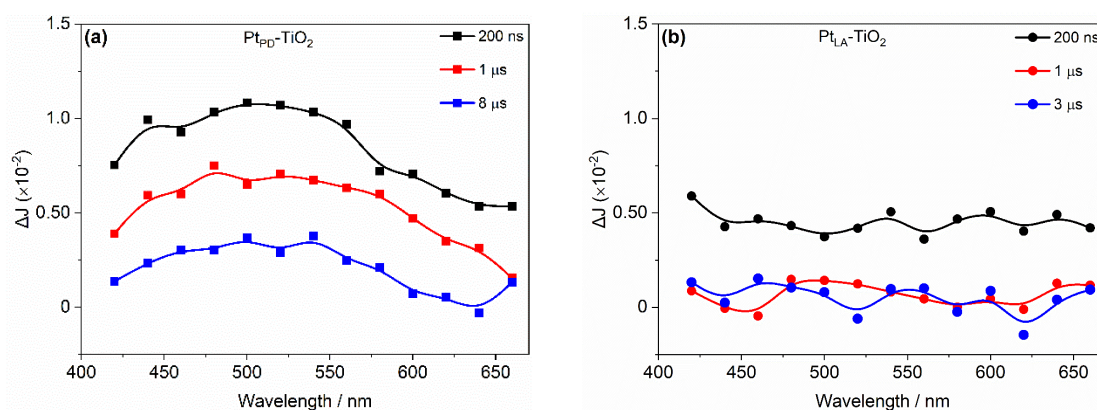 (a) Pt_PD-TiO₂
200 ns
1 μs
8 μs
1.5
1.0
0.50
0
ΔJ (×10⁻²)
400 450 500 550 600 650
Wavelength / nm
(b) Pt_LA-TiO₂
200 ns
1 μs
3 μs
1.5
1.0
0.50
0
ΔJ (×10⁻²)
400 450 500 550 600 650
Wavelength / nm